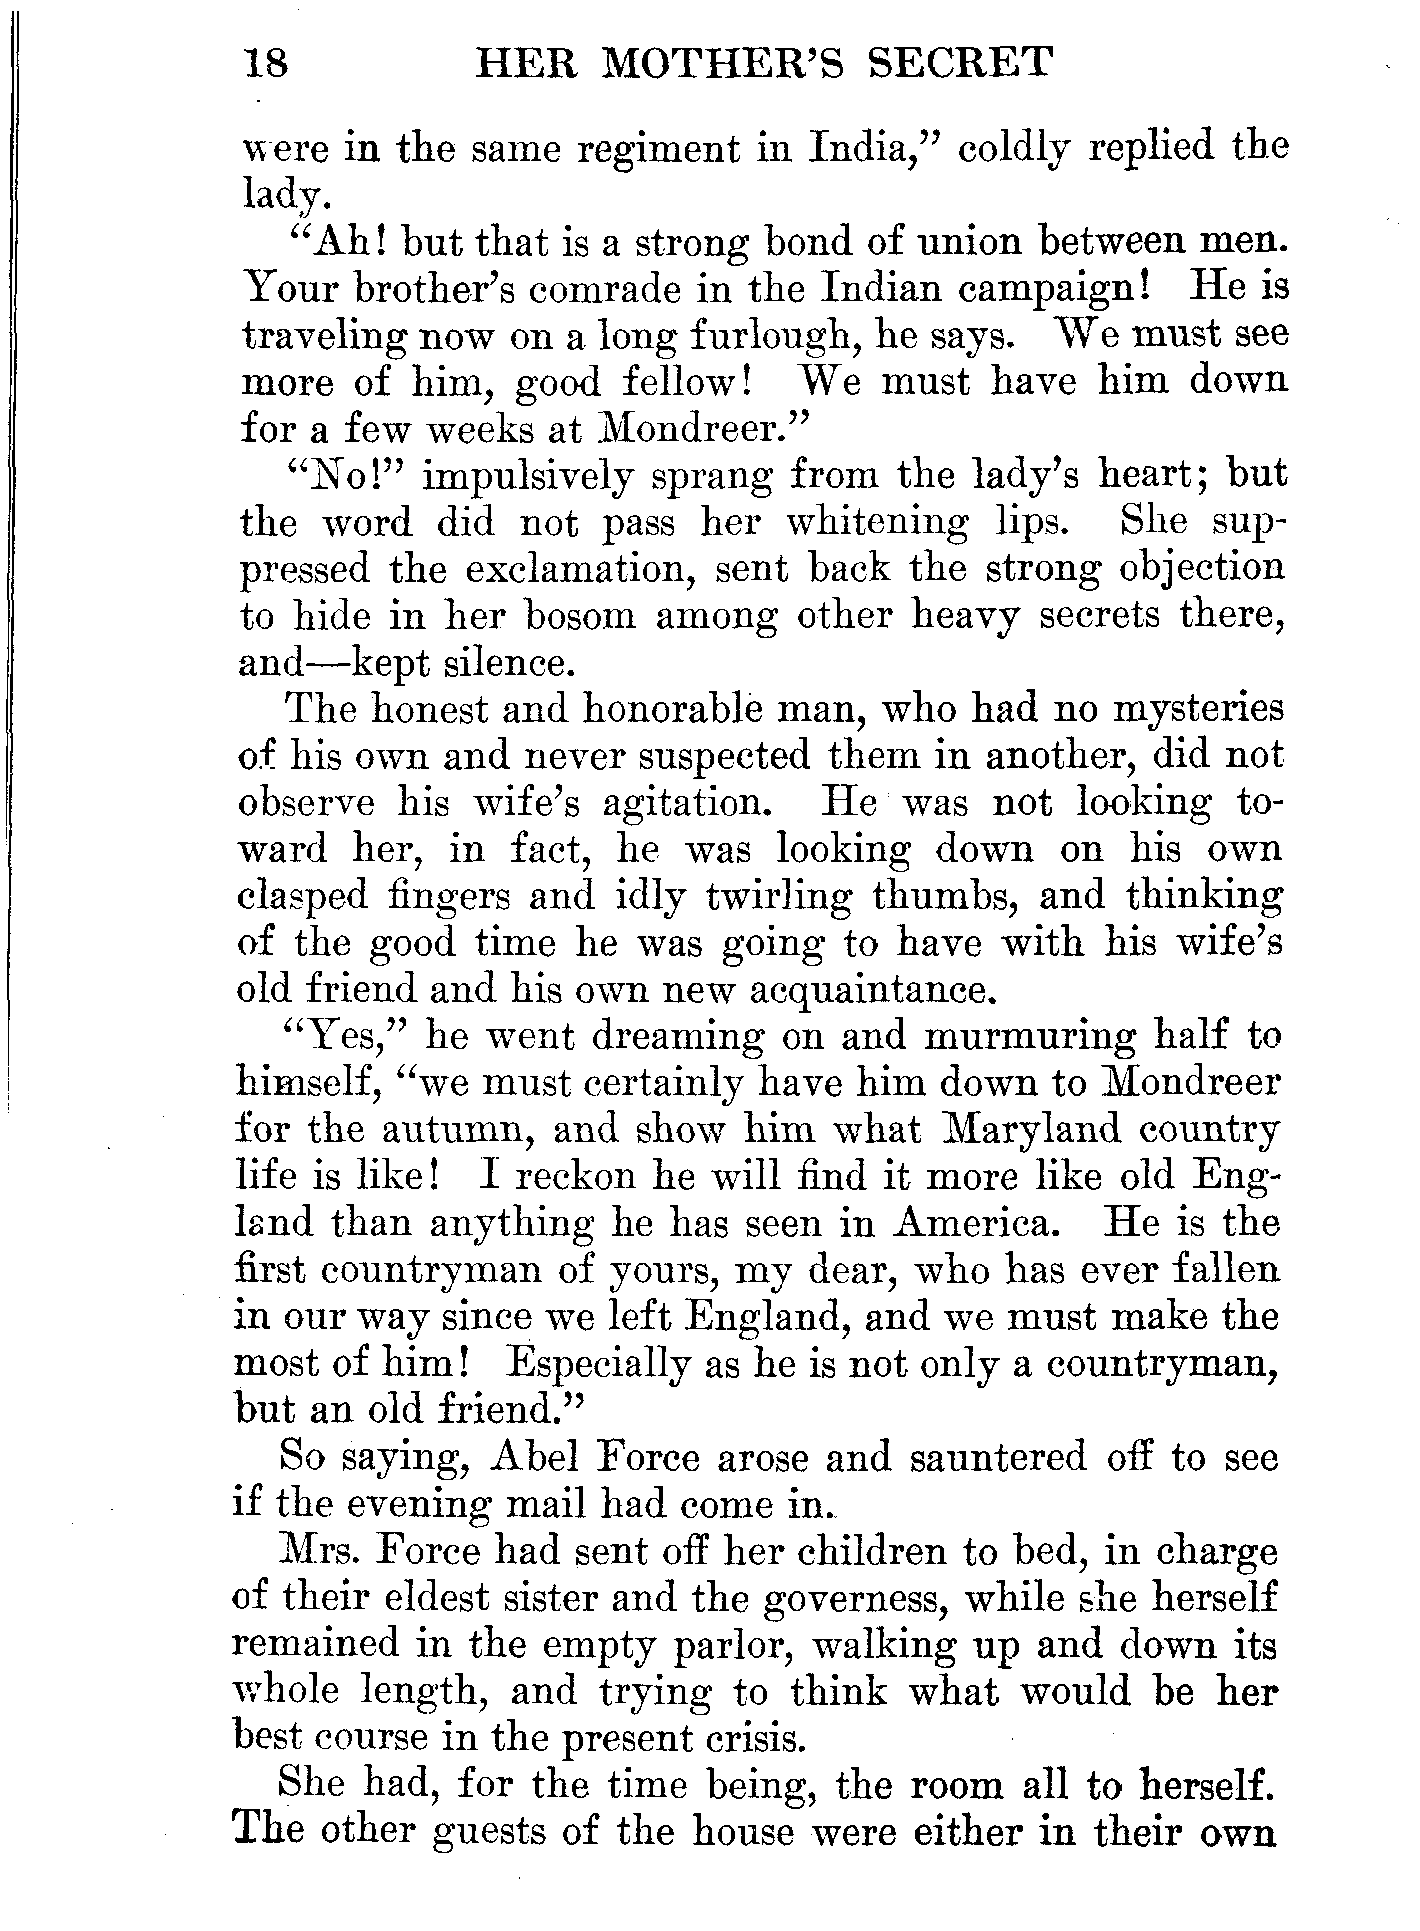 18 HER MOTHER'S SECRET
were in the same regiment in India," coldly replied the
lady.
"Ah! but that is a strong bond of union between men.
Your brother's comrade in the Indian campaign! He is
traveling now on a long furlough, he says. We must see
more of him, good fellow! We must have him down
for a few weeks at Mondreer."
"No!" impulsively sprang from the lady's heart; but
the word did not pass her whitening lips. She sup-
pressed the exclamation, sent back the strong objection
to hide in her bosom among other heavy secrets there,
and—kept silence.
The honest and honorable man, who had no mysteries
of his own and never suspected them in another, did not
observe his wife's agitation. He was not looking to-
ward her, in fact, he was looking down on his own
clasped fingers and idly twirling thumbs, and thinking
of the good time he was going to have with his wife's
old friend and his own new acquaintance.
"Yes," he went dreaming on and murmuring half to
himself, "we must certainly have him down to Mondreer
for the autumn, and show him what Maryland country
life is like! I reckon he will find it more like old Eng-
land than anything he has seen in America. He is the
first countryman of yours, my dear, who has ever fallen
in our way since we left England, and we must make the
most of him! Especially as he is not only a countryman,
but an old friend."
So saying, Abel Force arose and sauntered off to see
if the evening mail had come in.
Mrs. Force had sent off her children to bed, in charge
of their eldest sister and the governess, while she herself
remained in the empty parlor, walking up and down its
whole length, and trying to think what would be her
best course in the present crisis.
She had, for the time being, the room all to herself.
The other guests of the house were either in their own